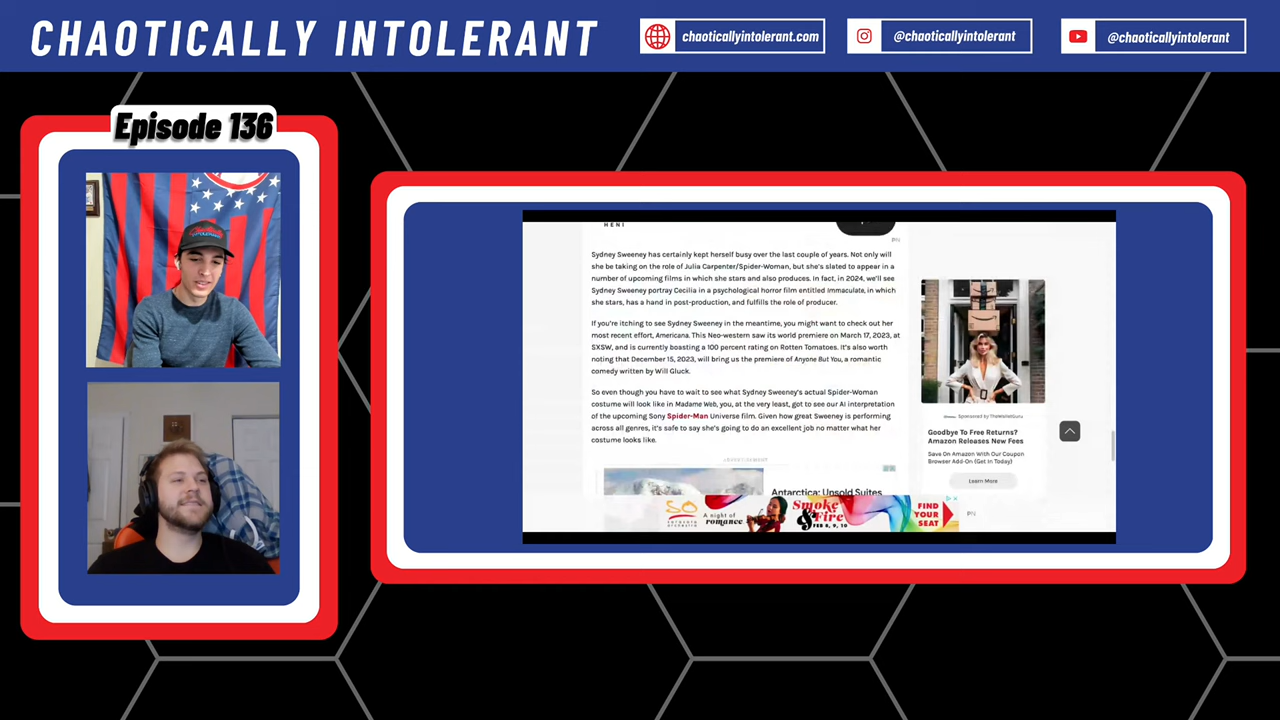 CHAOTICALLY INTOLERANT
chaoticallyintolerant.com
@chaoticallyintolerant
@chaoticallyintolerant
Episode 136
HENI
Sydney Sweeney has certainly kept herself busy over the last couple of years. Not only will
she be taking on the role of Julia Carpenter/Spider-Woman, but she's slated to appear in a
number of upcoming films in which she stars and also produces. In fact, in 2024, we'll see
Sydney Sweeney portray Cecilia in a psychological horror film entitled Immaculate, in which
she stars, has a hand in post-production, and fulfills the role of producer.
If you're itching to see Sydney Sweeney in the meantime, you might want to check out her
most recent effort, Americana. This Neo-western saw its world premiere on March 17, 2023, at
SXSW, and is currently boasting a 100 percent rating on Rotten Tomatoes. It's also worth
noting that December 15, 2023, will bring us the premiere of Anyone But You, a romantic
comedy written by Will Gluck.
So even though you have to wait to see what Sydney Sweeney's actual Spider-Woman
costume will look like in Madame Web, you, at the very least, got to see our AI interpretation
of the upcoming Sony Spider-Man Universe film. Given how great Sweeney is performing
across all genres, it's safe to say she's going to do an excellent job no matter what her
costume looks like.
ADVERTISEMENT
Antarctica: Unsold Suites
Sponsored by TheWalletGuru
Goodbye To Free Returns?
Amazon Releases New Fees
Save On Amazon With Our Coupon
Browser Add-On (Get In Today)
Learn More
SO
sarasota
orchestra
A night of
romance
Smoke
& Fire
FEB 8, 9, 10
FIND
YOUR
SEAT